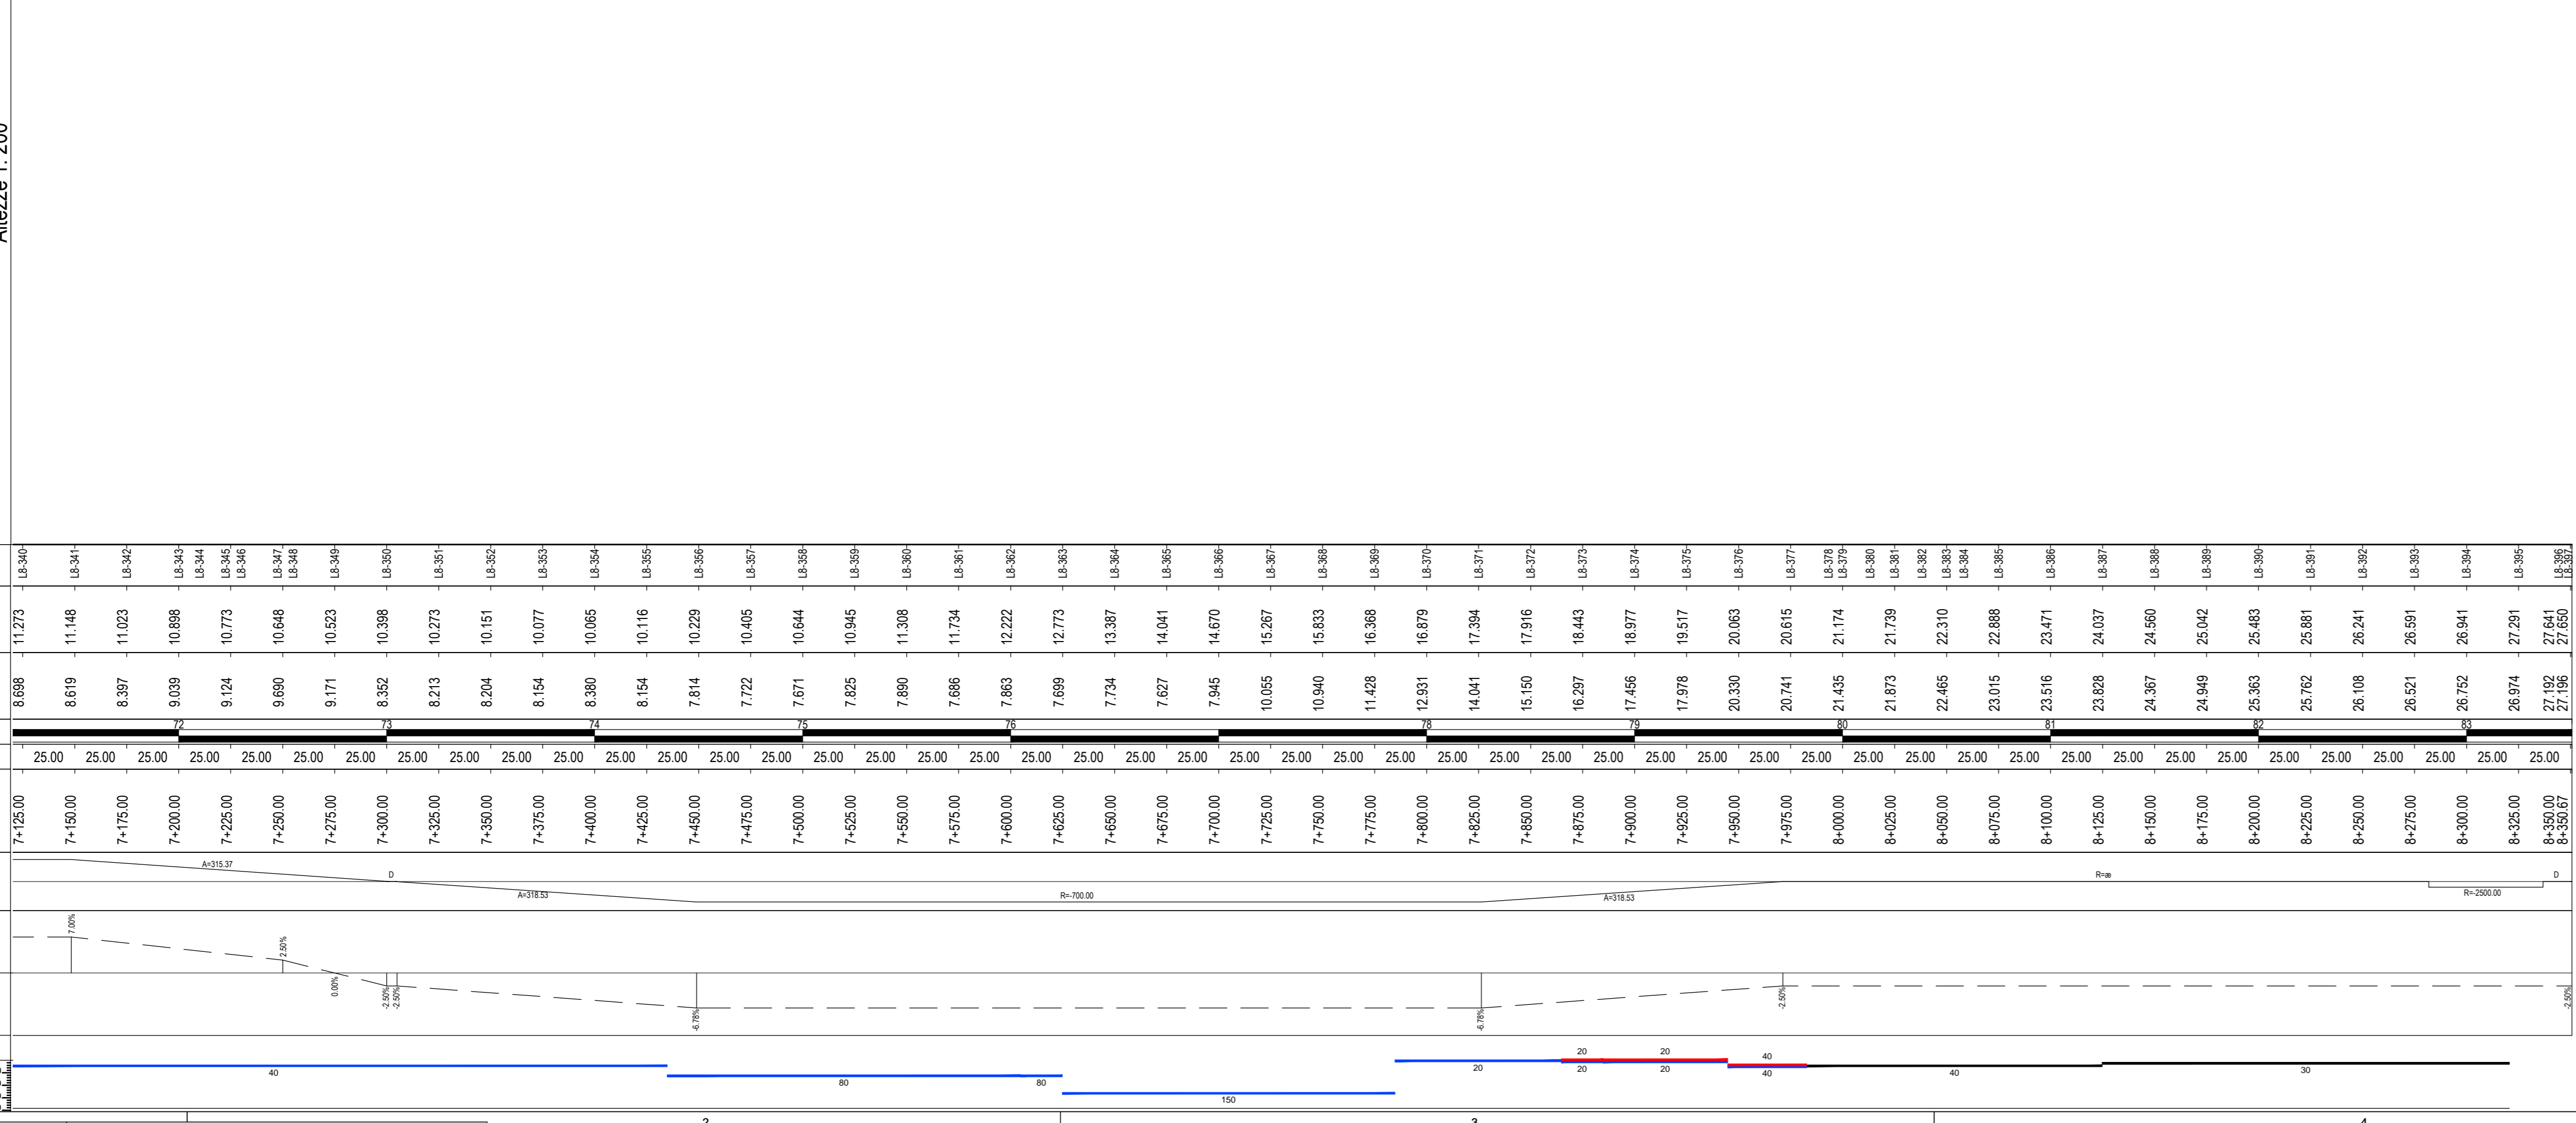 Altezze 1: 200
L8-340 L8-341 L8-342 L8-343 L8-344 L8-345 L8-346 L8-347 L8-348 L8-349 L8-350 L8-351 L8-352 L8-353 L8-354 L8-355 L8-356 L8-357 L8-358 L8-359 L8-360 L8-361 L8-362 L8-363 L8-364 L8-365 L8-366 L8-367 L8-368 L8-369 L8-370 L8-371 L8-372 L8-373 L8-374 L8-375 L8-376 L8-377 L8-378 L8-379 L8-380 L8-381 L8-382 L8-383 L8-384 L8-385 L8-386 L8-387 L8-388 L8-389 L8-390 L8-391 L8-392 L8-393 L8-394 L8-395 L8-396 L8-397
11.273 11.148 11.023 10.898 10.773 10.648 10.523 10.398 10.273 10.151 10.077 10.065 10.116 10.229 10.405 10.644 10.945 11.308 11.734 12.222 12.773 13.387 14.041 14.670 15.267 15.833 16.368 16.879 17.394 17.916 18.443 18.977 19.517 20.063 20.615 21.174 21.739 22.310 22.888 23.471 24.037 24.560 25.042 25.483 25.881 26.241 26.591 26.941 27.291 27.641 27.650
8.698 8.619 8.397 9.039 9.124 9.690 9.171 8.352 8.213 8.204 8.154 8.380 8.154 7.814 7.722 7.671 7.825 7.890 7.686 7.863 7.699 7.734 7.627 7.945 10.055 10.940 11.428 12.931 14.041 15.150 16.297 17.456 17.978 20.330 20.741 21.435 21.873 22.465 23.015 23.516 23.828 24.367 24.949 25.363 25.762 26.108 26.521 26.752 26.974 27.192 27.196
72 73 74 75 76 78 79 80 81 82 83
25.00 25.00 25.00 25.00 25.00 25.00 25.00 25.00 25.00 25.00 25.00 25.00 25.00 25.00 25.00 25.00 25.00 25.00 25.00 25.00 25.00 25.00 25.00 25.00 25.00 25.00 25.00 25.00 25.00 25.00 25.00 25.00 25.00 25.00 25.00 25.00 25.00 25.00 25.00 25.00 25.00 25.00 25.00 25.00 25.00 25.00 25.00 25.00 25.00
7+125.00 7+150.00 7+175.00 7+200.00 7+225.00 7+250.00 7+275.00 7+300.00 7+325.00 7+350.00 7+375.00 7+400.00 7+425.00 7+450.00 7+475.00 7+500.00 7+525.00 7+550.00 7+575.00 7+600.00 7+625.00 7+650.00 7+675.00 7+700.00 7+725.00 7+750.00 7+775.00 7+800.00 7+825.00 7+850.00 7+875.00 7+900.00 7+925.00 7+950.00 7+975.00 8+000.00 8+025.00 8+050.00 8+075.00 8+100.00 8+125.00 8+150.00 8+175.00 8+200.00 8+225.00 8+250.00 8+275.00 8+300.00 8+325.00 8+350.00 8+350.67
A=315.37 D A=318.53 R=-700.00 A=318.53 R=æ R=-2500.00 D
7.00% 2.50% 0.00% -2.50% -2.50% -6.78% -6.78% -2.50% -2.50%
20 20 40
40 80 80 150 20 20 20 40 40 30
2 3 4